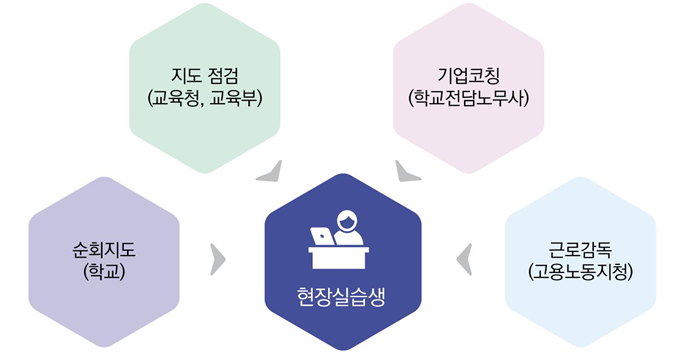 지도 점검
(교육청, 교육부)
기업코칭
(학교전담노무사)
순회지도
(학교)
현장실습생
근로감독
(고용노동지청)